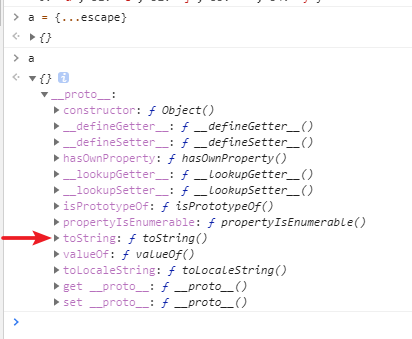 a = {...escape}
▸ {}
a
▾ {} i
▾ __proto__:
▸ constructor: ƒ Object()
▸ __defineGetter__: ƒ __defineGetter__()
▸ __defineSetter__: ƒ __defineSetter__()
▸ hasOwnProperty: ƒ hasOwnProperty()
▸ __lookupGetter__: ƒ __lookupGetter__()
▸ __lookupSetter__: ƒ __lookupSetter__()
▸ isPrototypeOf: ƒ isPrototypeOf()
▸ propertyIsEnumerable: ƒ propertyIsEnumerable()
▸ toString: ƒ toString()
▸ valueOf: ƒ valueOf()
▸ toLocaleString: ƒ toLocaleString()
▸ get __proto__: ƒ __proto__()
▸ set __proto__: ƒ __proto__()